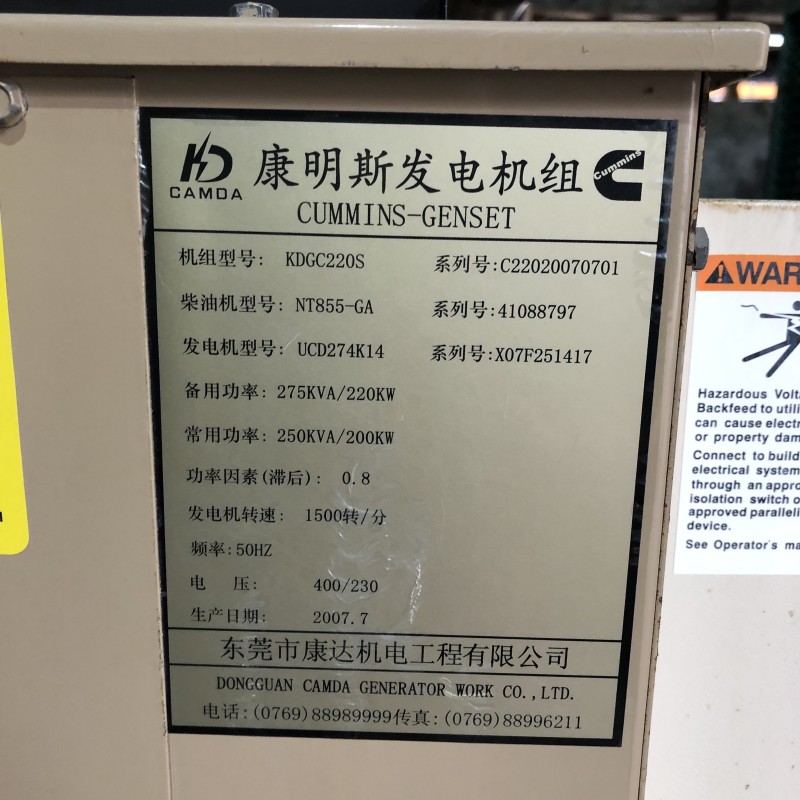 KD
CAMDA
康明斯发电机组
Cummins
CUMMINS-GENSET
机组型号: KDGC220S 系列号:C22020070701
柴油机型号: NT855-GA 系列号:41088797
发电机型号: UCD274K14 系列号:X07F251417
备用功率: 275KVA/220KW
常用功率: 250KVA/200KW
功率因素(滞后): 0.8
发电机转速: 1500转/分
频率:50HZ
电 压: 400/230
生产日期: 2007.7
东莞市康达机电工程有限公司
DONGGUAN CAMDA GENERATOR WORK CO.,LTD.
电话:(0769)88989999传真:(0769)88996211
WAR
Hazardous Volt
Backfeed to utili
can cause electr
or property dam
Connect to build
electrical system
through an appro
isolation switch o
approved paralleli
device.
See Operator's ma